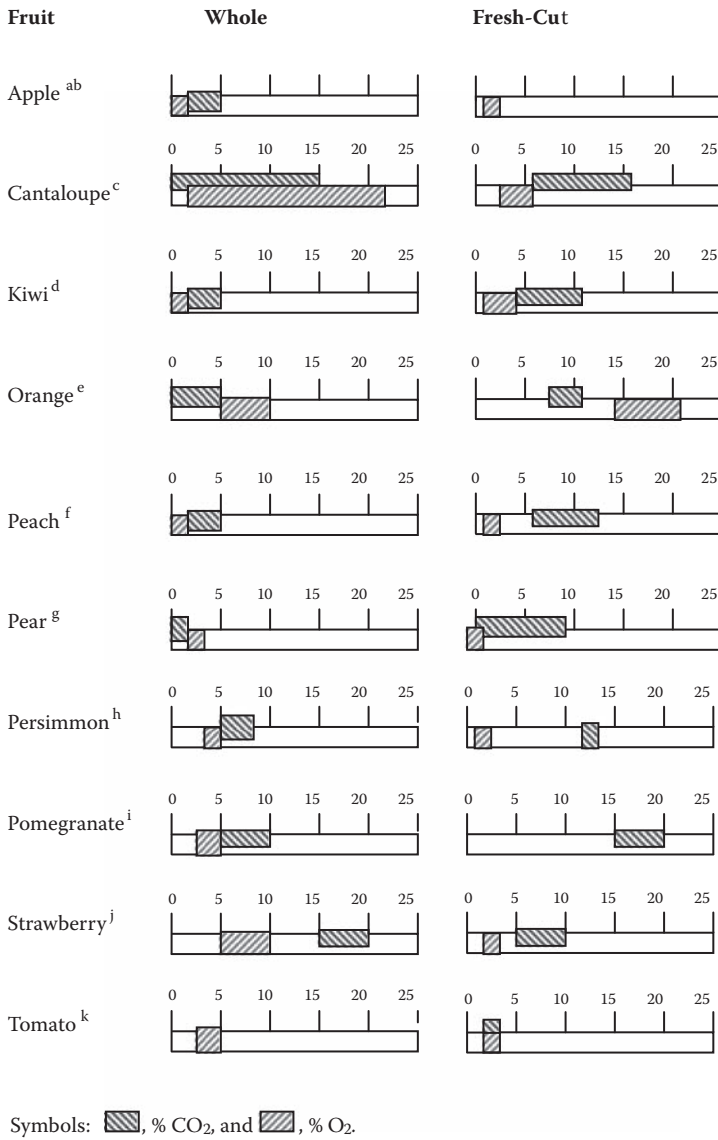 Fruit Whole Fresh-Cut
Apple ab
0 5 10 15 20 25 0 5 10 15 20 25
Cantaloupe c
0 5 10 15 20 25 0 5 10 15 20 25
Kiwi d
0 5 10 15 20 25 0 5 10 15 20 25
Orange e
0 5 10 15 20 25 0 5 10 15 20 25
Peach f
0 5 10 15 20 25 0 5 10 15 20 25
Pear g
0 5 10 15 20 25 0 5 10 15 20 25
Persimmon h
0 5 10 15 20 25 0 5 10 15 20 25
Pomegranate i
0 5 10 15 20 25 0 5 10 15 20 25
Strawberry j
0 5 10 15 20 25 0 5 10 15 20 25
Tomato k
Symbols: , % CO₂, and , % O₂.